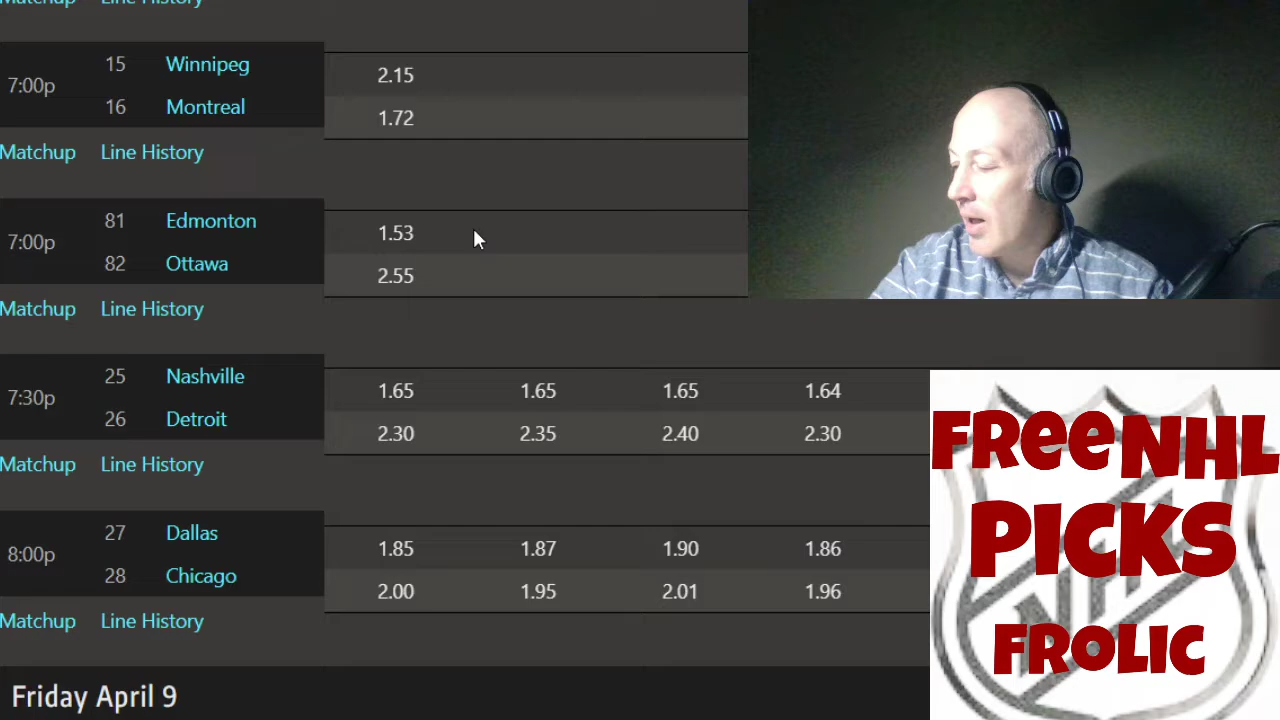 Matchup Line History
7:00p 15 Winnipeg 2.15
16 Montreal 1.72
Matchup Line History
7:00p 81 Edmonton 1.53
82 Ottawa 2.55
Matchup Line History
7:30p 25 Nashville 1.65 1.65 1.65 1.64
26 Detroit 2.30 2.35 2.40 2.30
Matchup Line History
8:00p 27 Dallas 1.85 1.87 1.90 1.86
28 Chicago 2.00 1.95 2.01 1.96
Matchup Line History
Friday April 9
FRee NHL
PICKS
FROLIC
NHL